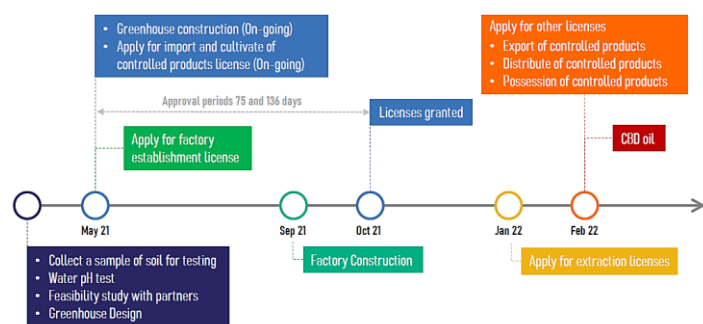 • Greenhouse construction (On-going)
• Apply for import and cultivate of
controlled products license (On-going)
Apply for other licenses
• Export of controlled products
• Distribute of controlled products
• Possession of controlled products
Approval periods 75 and 136 days
Licenses granted
Apply for factory
establishment license
CBD oil
May 21
Sep 21
Oct 21
Jan 22
Feb 22
• Collect a sample of soil for testing
• Water pH test
• Feasibility study with partners
• Greenhouse Design
Factory Construction
Apply for extraction licenses